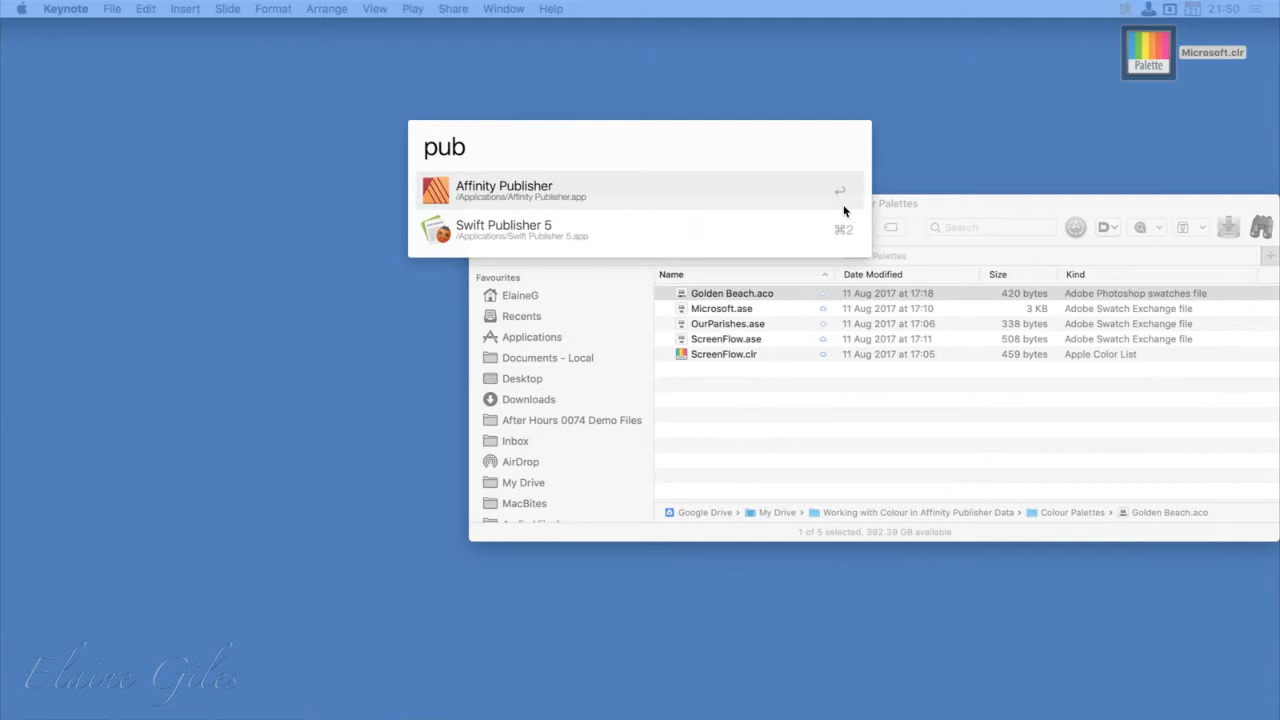 Keynote File Edit Insert Slide Format Arrange View Play Share Window Help 21 21:50
Palette
Microsoft.clr
pub
Affinity Publisher
/Applications/Affinity Publisher.app
Swift Publisher 5
/Applications/Swift Publisher 5.app
⌘2
r Palettes
Search
Palettes
Favourites
ElaineG
Recents
Applications
Documents - Local
Desktop
Downloads
After Hours 0074 Demo Files
Inbox
AirDrop
My Drive
MacBites
Name Date Modified Size Kind
Golden Beach.aco 11 Aug 2017 at 17:18 420 bytes Adobe Photoshop swatches file
Microsoft.ase 11 Aug 2017 at 17:10 3 KB Adobe Swatch Exchange file
OurParishes.ase 11 Aug 2017 at 17:06 338 bytes Adobe Swatch Exchange file
ScreenFlow.ase 11 Aug 2017 at 17:11 508 bytes Adobe Swatch Exchange file
ScreenFlow.clr 11 Aug 2017 at 17:05 459 bytes Apple Color List
Google Drive › My Drive › Working with Colour in Affinity Publisher Data › Colour Palettes › Golden Beach.aco
1 of 5 selected, 392.39 GB available
Elaine Giles